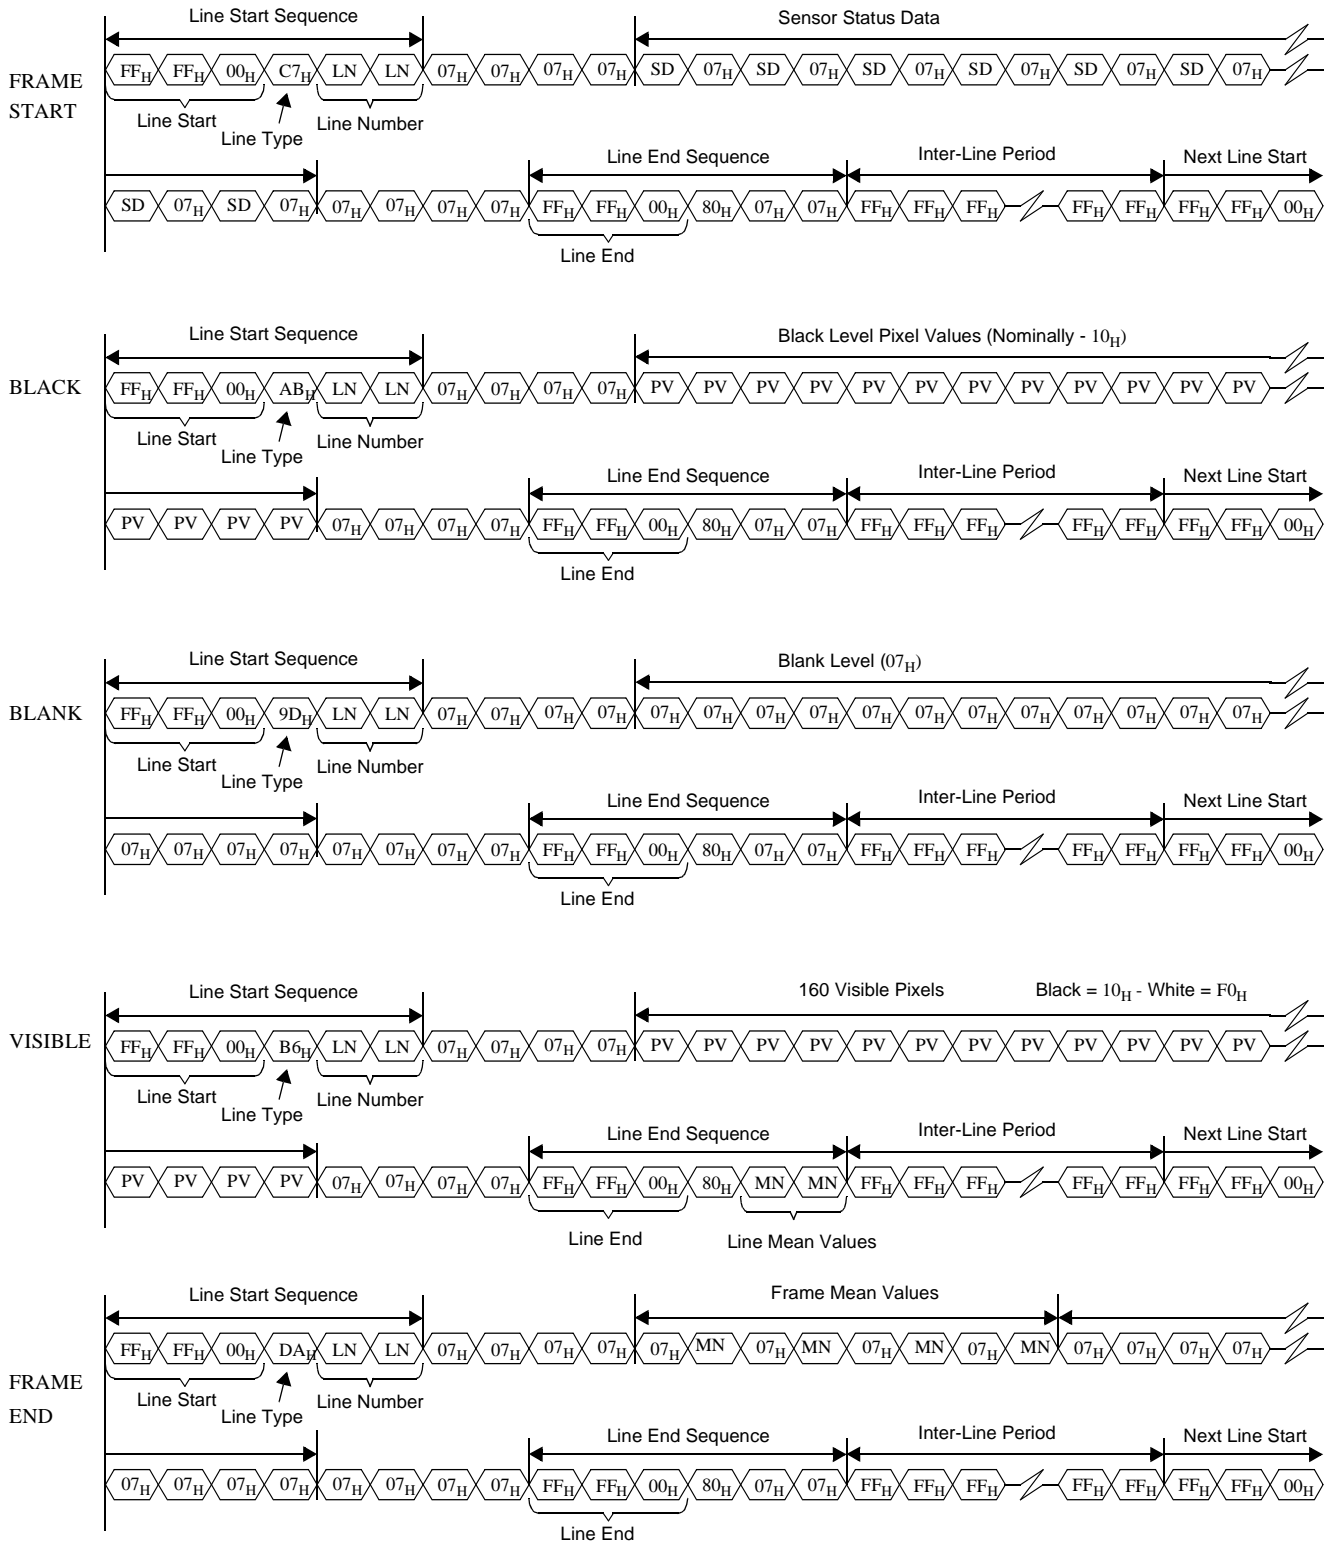 Line Start Sequence Sensor Status Data
FRAME START
FFH FFH 00H C7H LN LN 07H 07H 07H 07H SD 07H SD 07H SD SD SD 07H SD 07H SD 07H
Line Start Line Type Line Number
Line End Sequence Inter-Line Period Next Line Start
SD 07H SD 07H 07H 07H 07H 07H FFH FFH 00H 80H 07H 07H FFH FFH FFH FFH FFH FFH FFH 00H
Line End
Line Start Sequence Black Level Pixel Values (Nominally - 10H)
BLACK
FFH FFH 00H ABH LN LN 07H 07H 07H 07H PV PV PV PV PV PV PV PV PV PV PV PV
Line Start Line Type Line Number
Line End Sequence Inter-Line Period Next Line Start
PV PV PV PV 07H 07H 07H 07H FFH FFH 00H 80H 07H 07H FFH FFH FFH FFH FFH FFH FFH 00H
Line End
Line Start Sequence Blank Level (07H)
BLANK
FFH FFH 00H 9DH LN LN 07H 07H 07H 07H 07H 07H 07H 07H 07H 07H 07H 07H 07H 07H 07H 07H
Line Start Line Type Line Number
Line End Sequence Inter-Line Period Next Line Start
07H 07H 07H 07H 07H 07H 07H 07H FFH FFH 00H 80H 07H 07H FFH FFH FFH FFH FFH FFH FFH 00H
Line End
Line Start Sequence 160 Visible Pixels Black = 10H - White = F0H
VISIBLE
FFH FFH 00H B6H LN LN 07H 07H 07H 07H PV PV PV PV PV PV PV PV PV PV PV PV
Line Start Line Type Line Number
Line End Sequence Inter-Line Period Next Line Start
PV PV PV PV 07H 07H 07H 07H FFH FFH 00H 80H MN MN FFH FFH FFH FFH FFH FFH FFH 00H
Line End Line Mean Values
Line Start Sequence Frame Mean Values
FRAME END
FFH FFH 00H DAH LN LN 07H 07H 07H 07H 07H MN 07H MN 07H MN 07H MN 07H 07H 07H 07H
Line Start Line Type Line Number
Line End Sequence Inter-Line Period Next Line Start
07H 07H 07H 07H 07H 07H 07H 07H FFH FFH 00H 80H 07H 07H FFH FFH FFH FFH FFH FFH FFH 00H
Line End